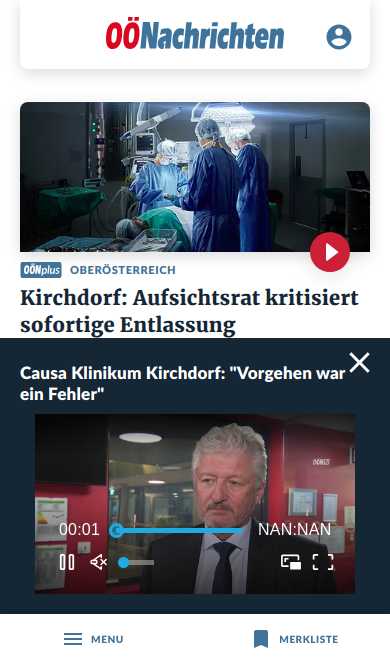 OÖNachrichten
OÖNplus OBERÖSTERREICH
Kirchdorf: Aufsichtsrat kritisiert
sofortige Entlassung
Causa Klinikum Kirchdorf: "Vorgehen war
ein Fehler"
00:01 NAN:NAN
MENU MERKLISTE